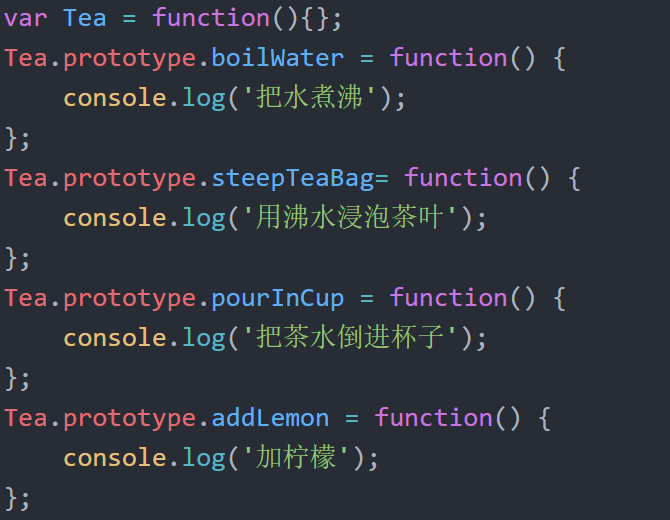 var Tea = function(){};
Tea.prototype.boilWater = function() {
    console.log('把水煮沸');
};
Tea.prototype.steepTeaBag= function() {
    console.log('用沸水浸泡茶叶');
};
Tea.prototype.pourInCup = function() {
    console.log('把茶水倒进杯子');
};
Tea.prototype.addLemon = function() {
    console.log('加柠檬');
};